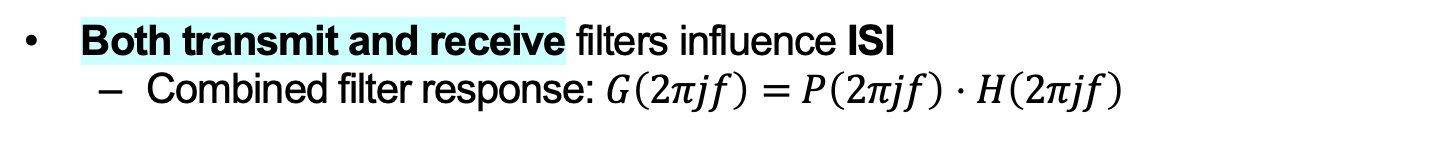 • Both transmit and receive filters influence ISI
– Combined filter response: 𝐺(2𝜋𝑗𝑓) = 𝑃(2𝜋𝑗𝑓) · 𝐻(2𝜋𝑗𝑓)